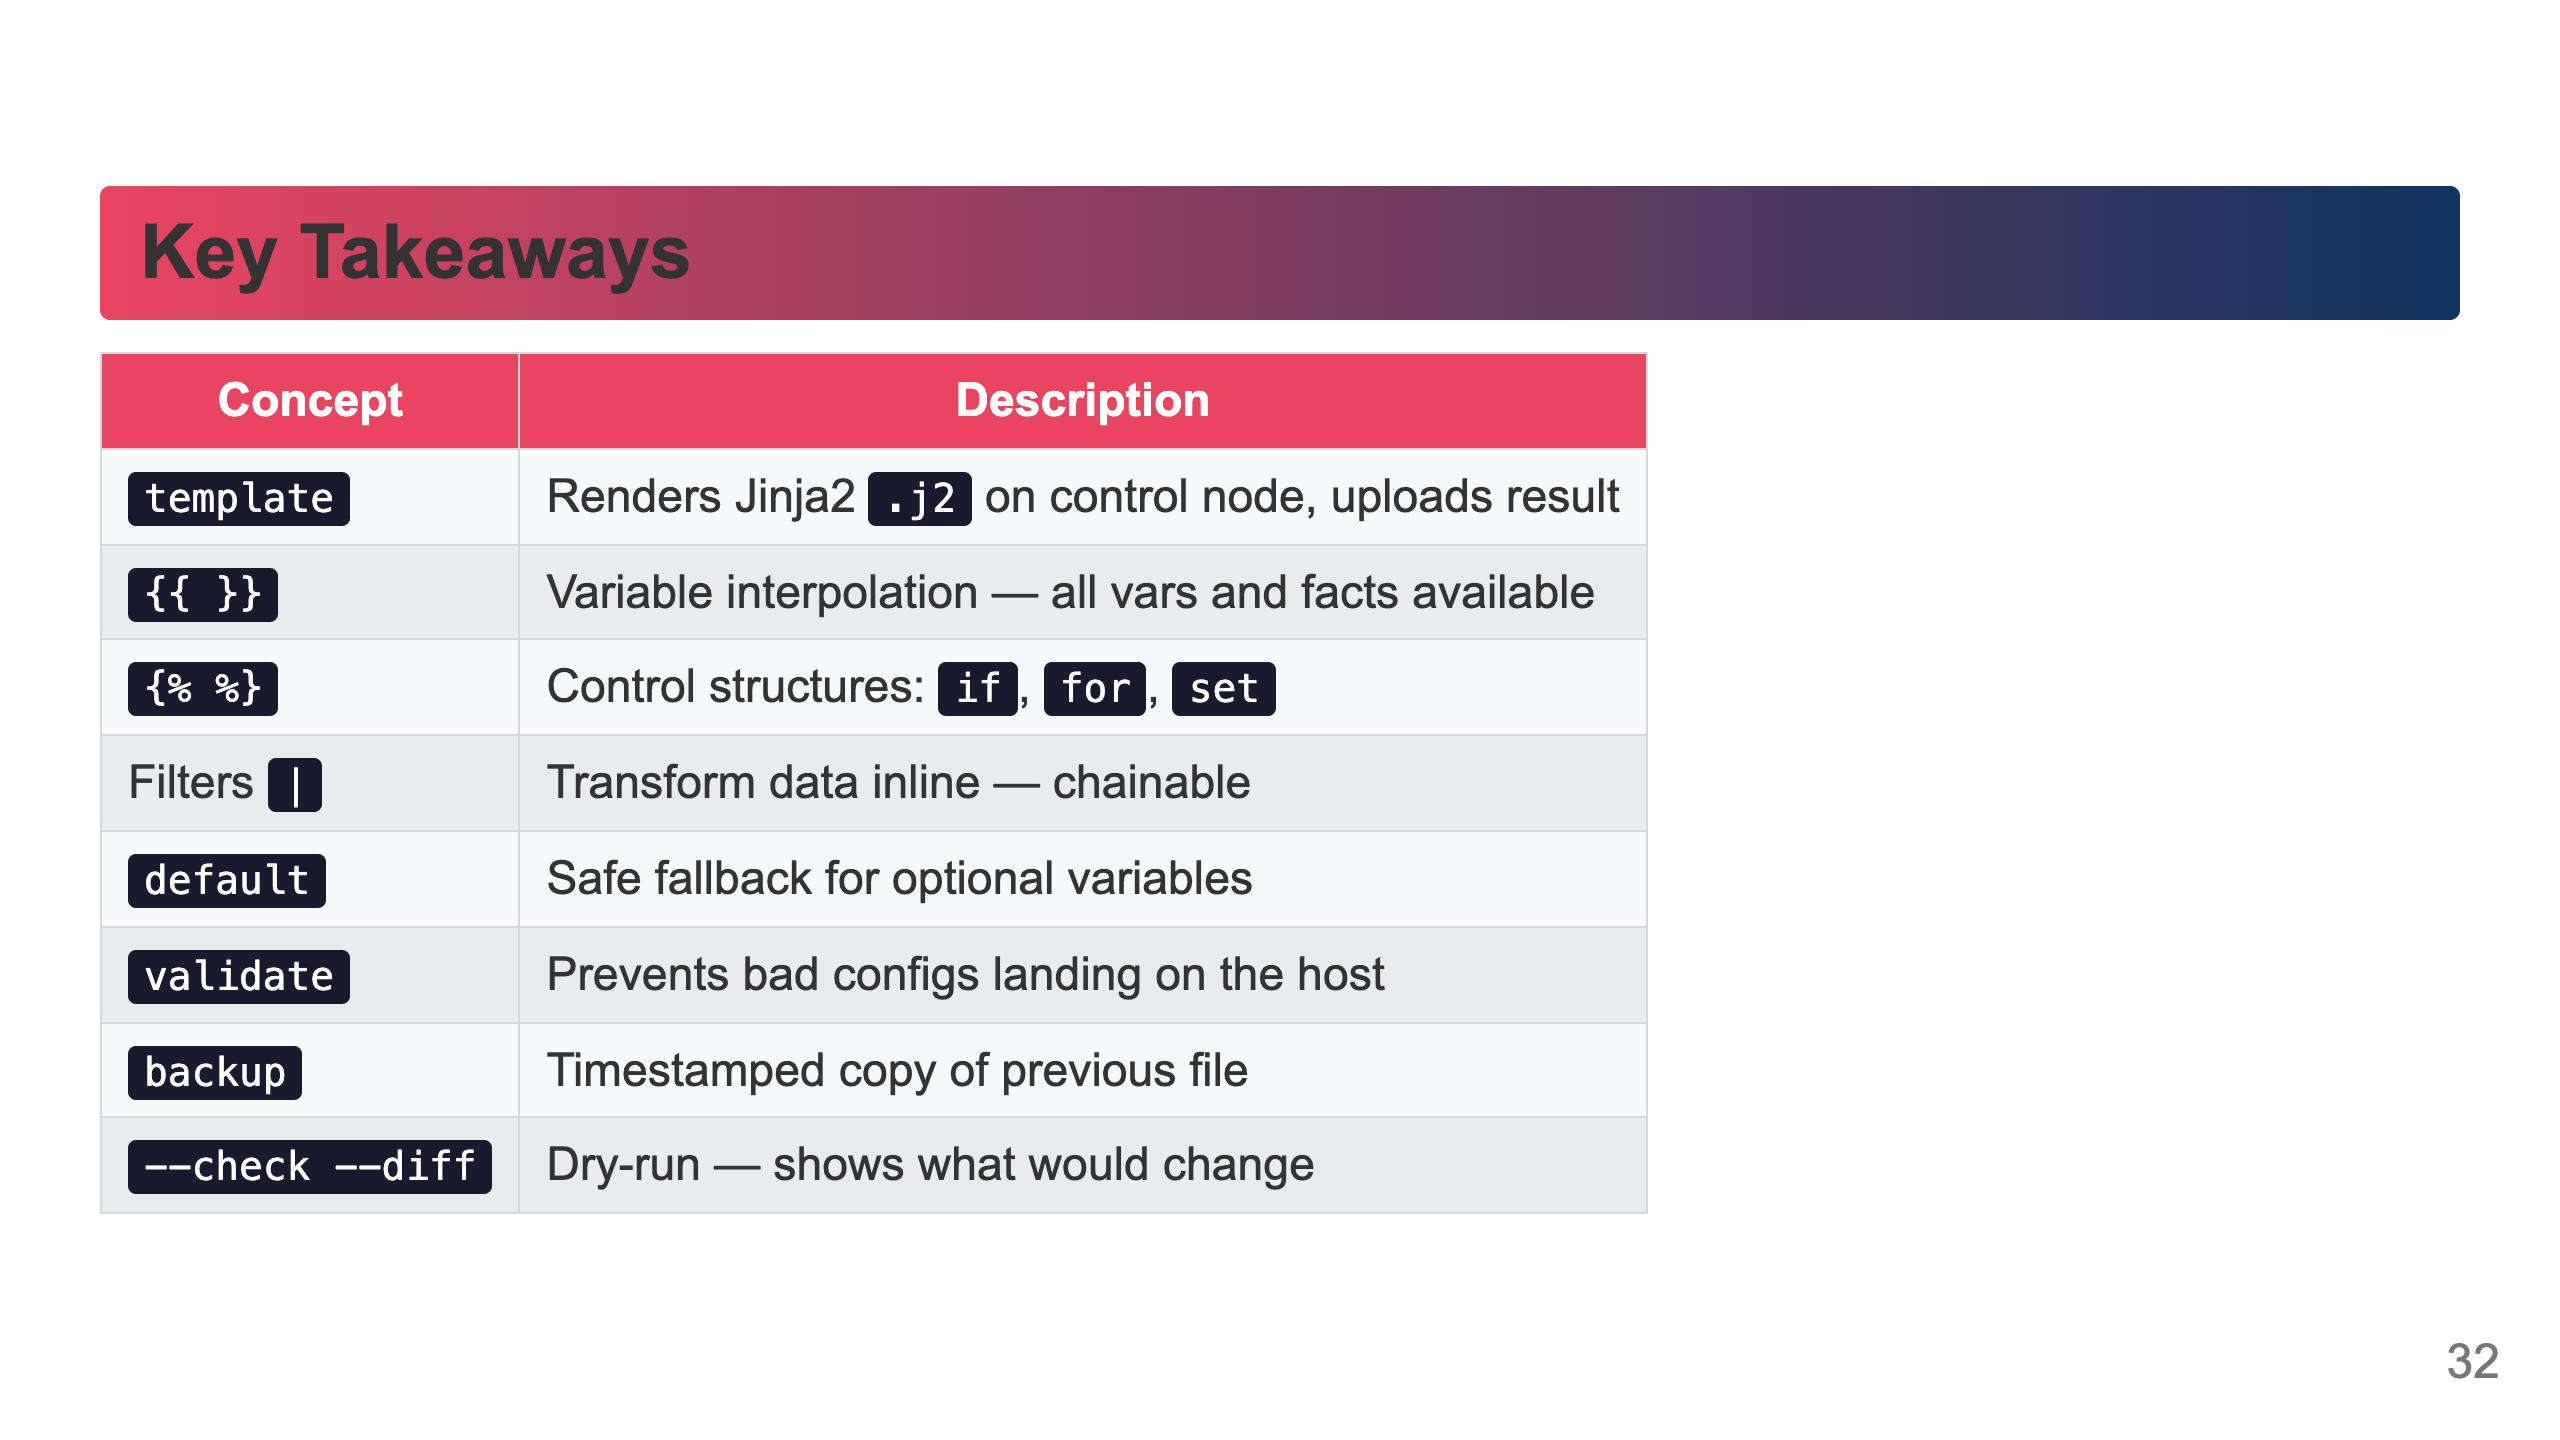 Key Takeaways
Concept Description
template Renders Jinja2 .j2 on control node, uploads result
{{ }} Variable interpolation — all vars and facts available
{% %} Control structures: if, for, set
Filters | Transform data inline — chainable
default Safe fallback for optional variables
validate Prevents bad configs landing on the host
backup Timestamped copy of previous file
--check --diff Dry-run — shows what would change
32